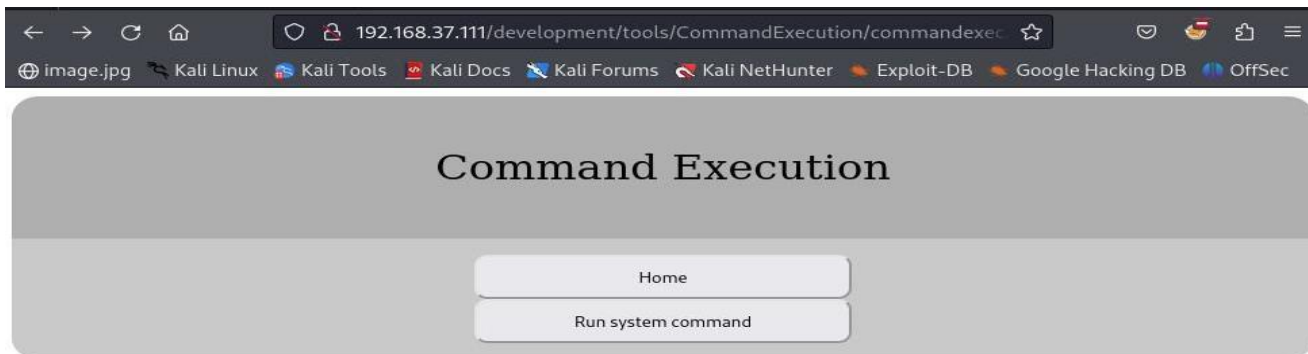 192.168.37.111/development/tools/CommandExecution/commandexec
image.jpg Kali Linux Kali Tools Kali Docs Kali Forums Kali NetHunter Exploit-DB Google Hacking DB OffSec
Command Execution
Home
Run system command